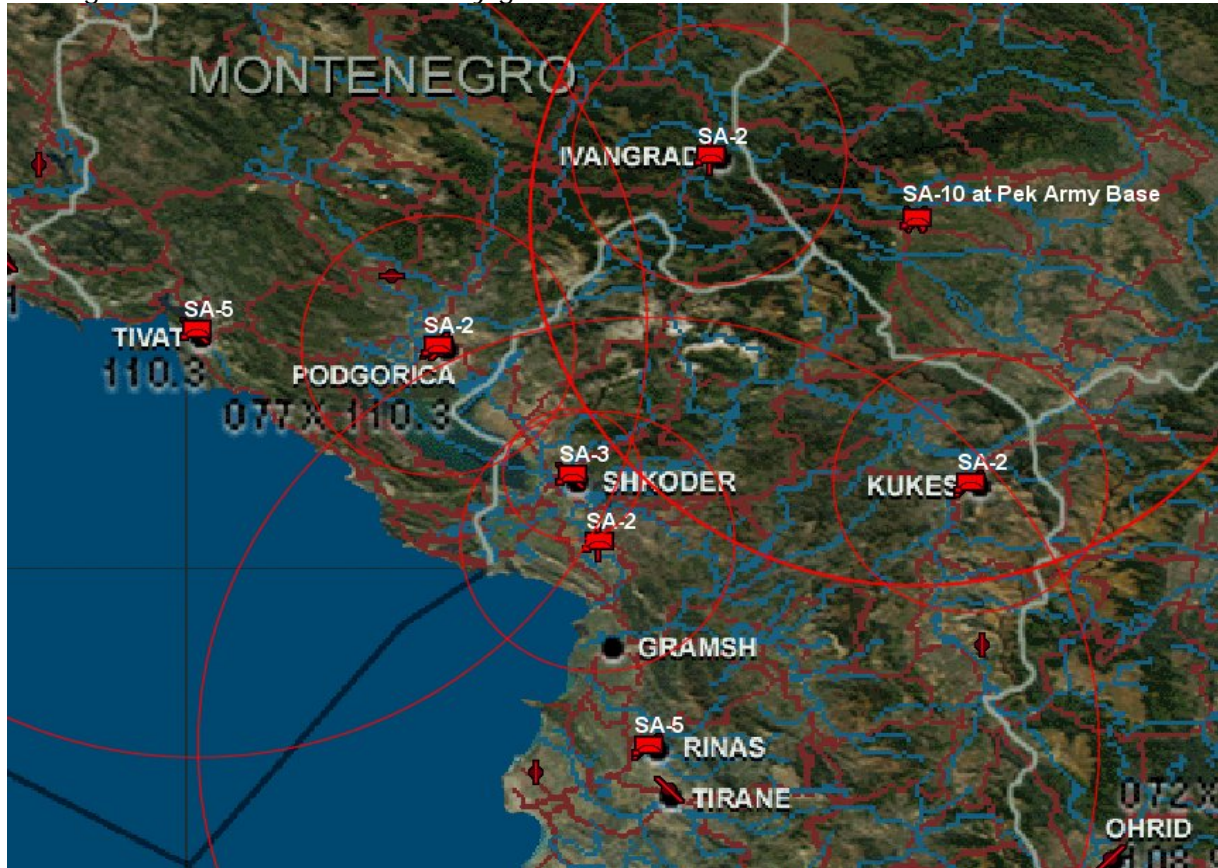 MONTENEGRO
SA-2
IVANGRAD
SA-10 at Pek Army Base
SA-5
TIVAT
110.3
SA-2
PODGORICA
077X 110.3
SA-3
SHKODER
SA-2
KUKES
SA-2
GRAMSH
SA-5
RINAS
TIRANE
072X
OHRID